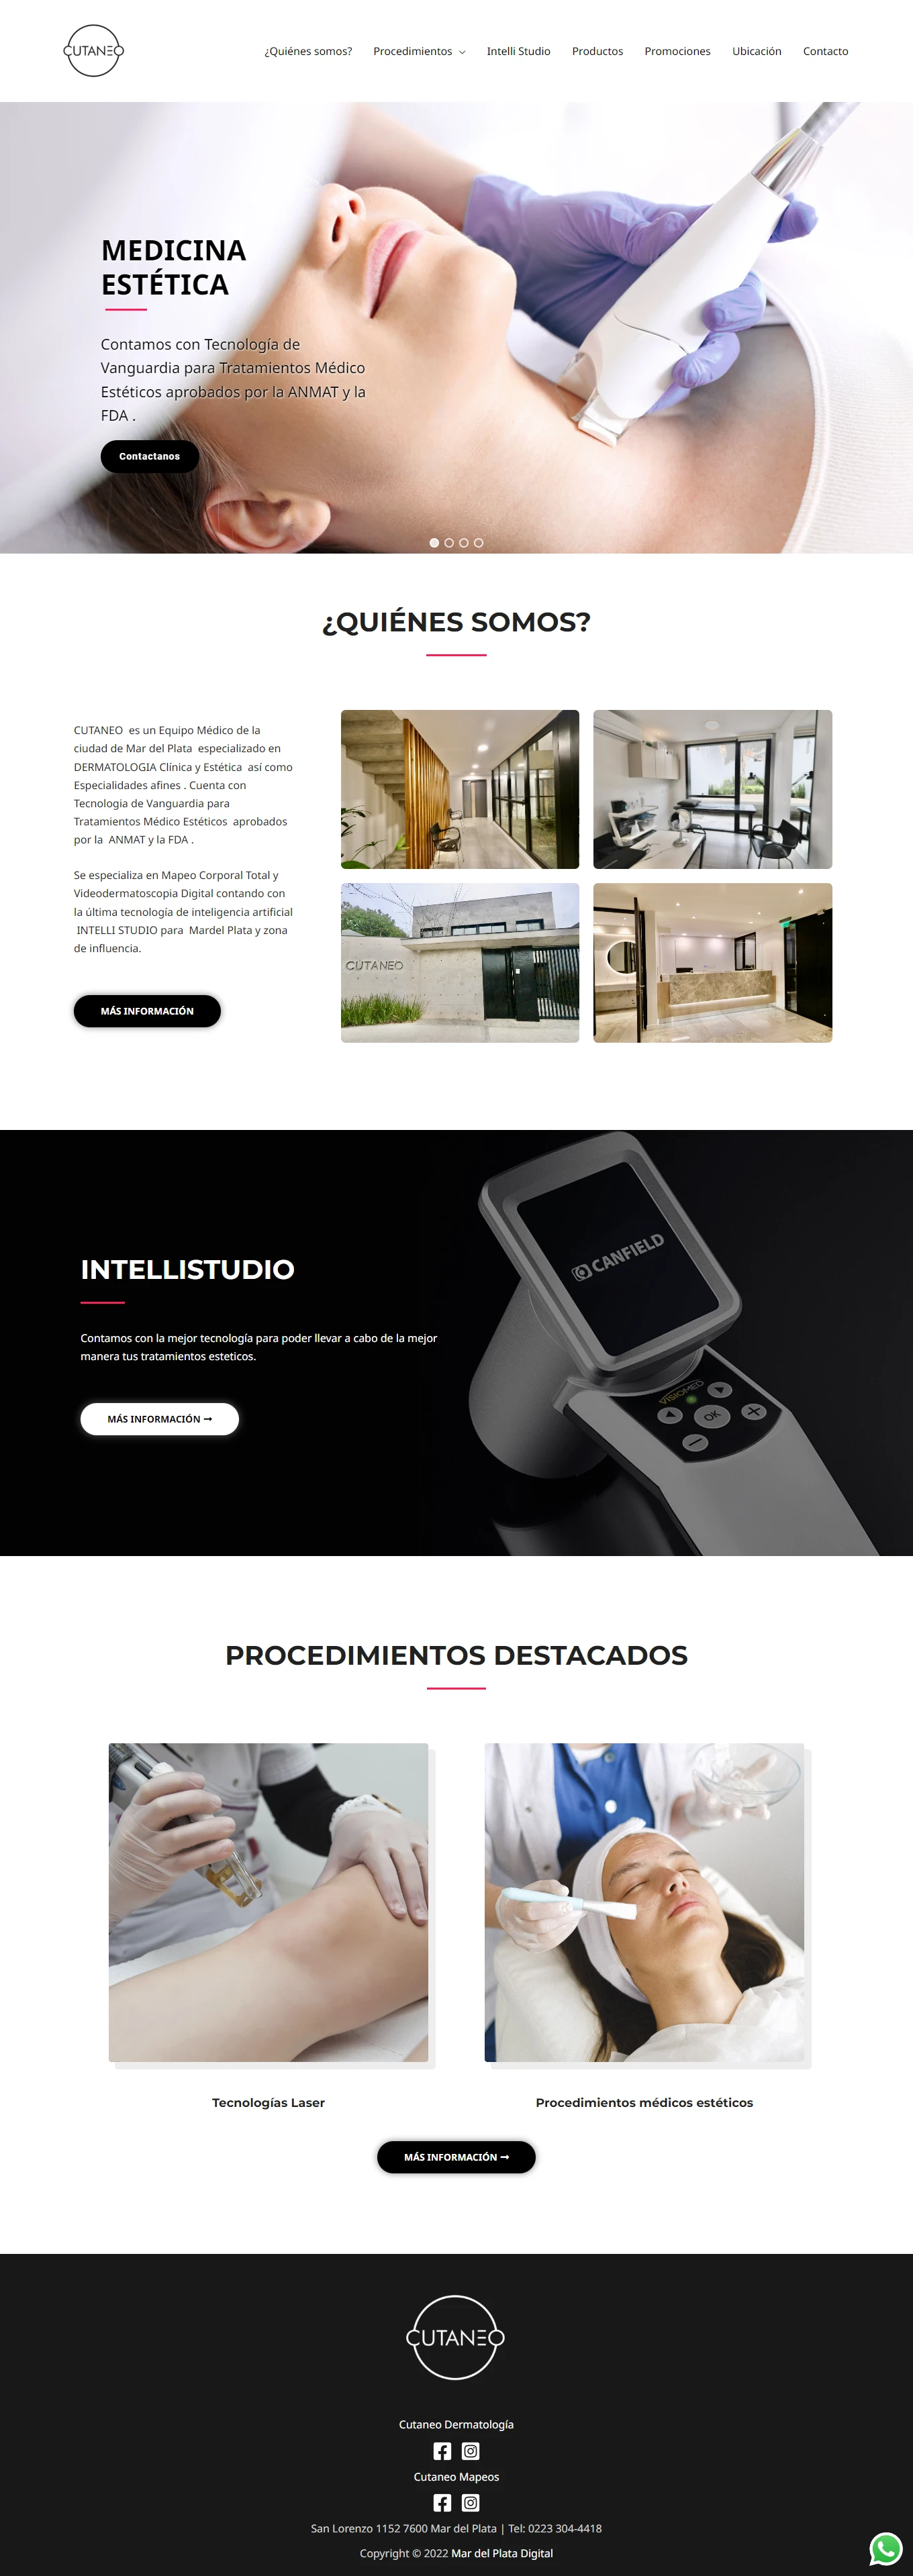 CUTANEO
¿Quiénes somos? Procedimientos Intelli Studio Productos Promociones Ubicación Contacto
MEDICINA
ESTÉTICA
Contamos con Tecnología de
Vanguardia para Tratamientos Médico
Estéticos aprobados por la ANMAT y la
FDA .
Contactanos
¿QUIÉNES SOMOS?
CUTANEO es un Equipo Médico de la
ciudad de Mar del Plata especializado en
DERMATOLOGIA Clínica y Estética así como
Especialidades afines . Cuenta con
Tecnologia de Vanguardia para
Tratamientos Médico Estéticos aprobados
por la ANMAT y la FDA .
Se especializa en Mapeo Corporal Total y
Videodermatoscopia Digital contando con
la última tecnología de inteligencia artificial
INTELLI STUDIO para Mardel Plata y zona
de influencia.
MÁS INFORMACIÓN
CUTANEO
INTELLISTUDIO
Contamos con la mejor tecnología para poder llevar a cabo de la mejor
manera tus tratamientos esteticos.
MÁS INFORMACIÓN
CANFIELD
VISIOMED
OK
PROCEDIMIENTOS DESTACADOS
Tecnologías Laser
Procedimientos médicos estéticos
MÁS INFORMACIÓN
CUTANEO
Cutaneo Dermatología
Cutaneo Mapeos
San Lorenzo 1152 7600 Mar del Plata | Tel: 0223 304-4418
Copyright © 2022 Mar del Plata Digital